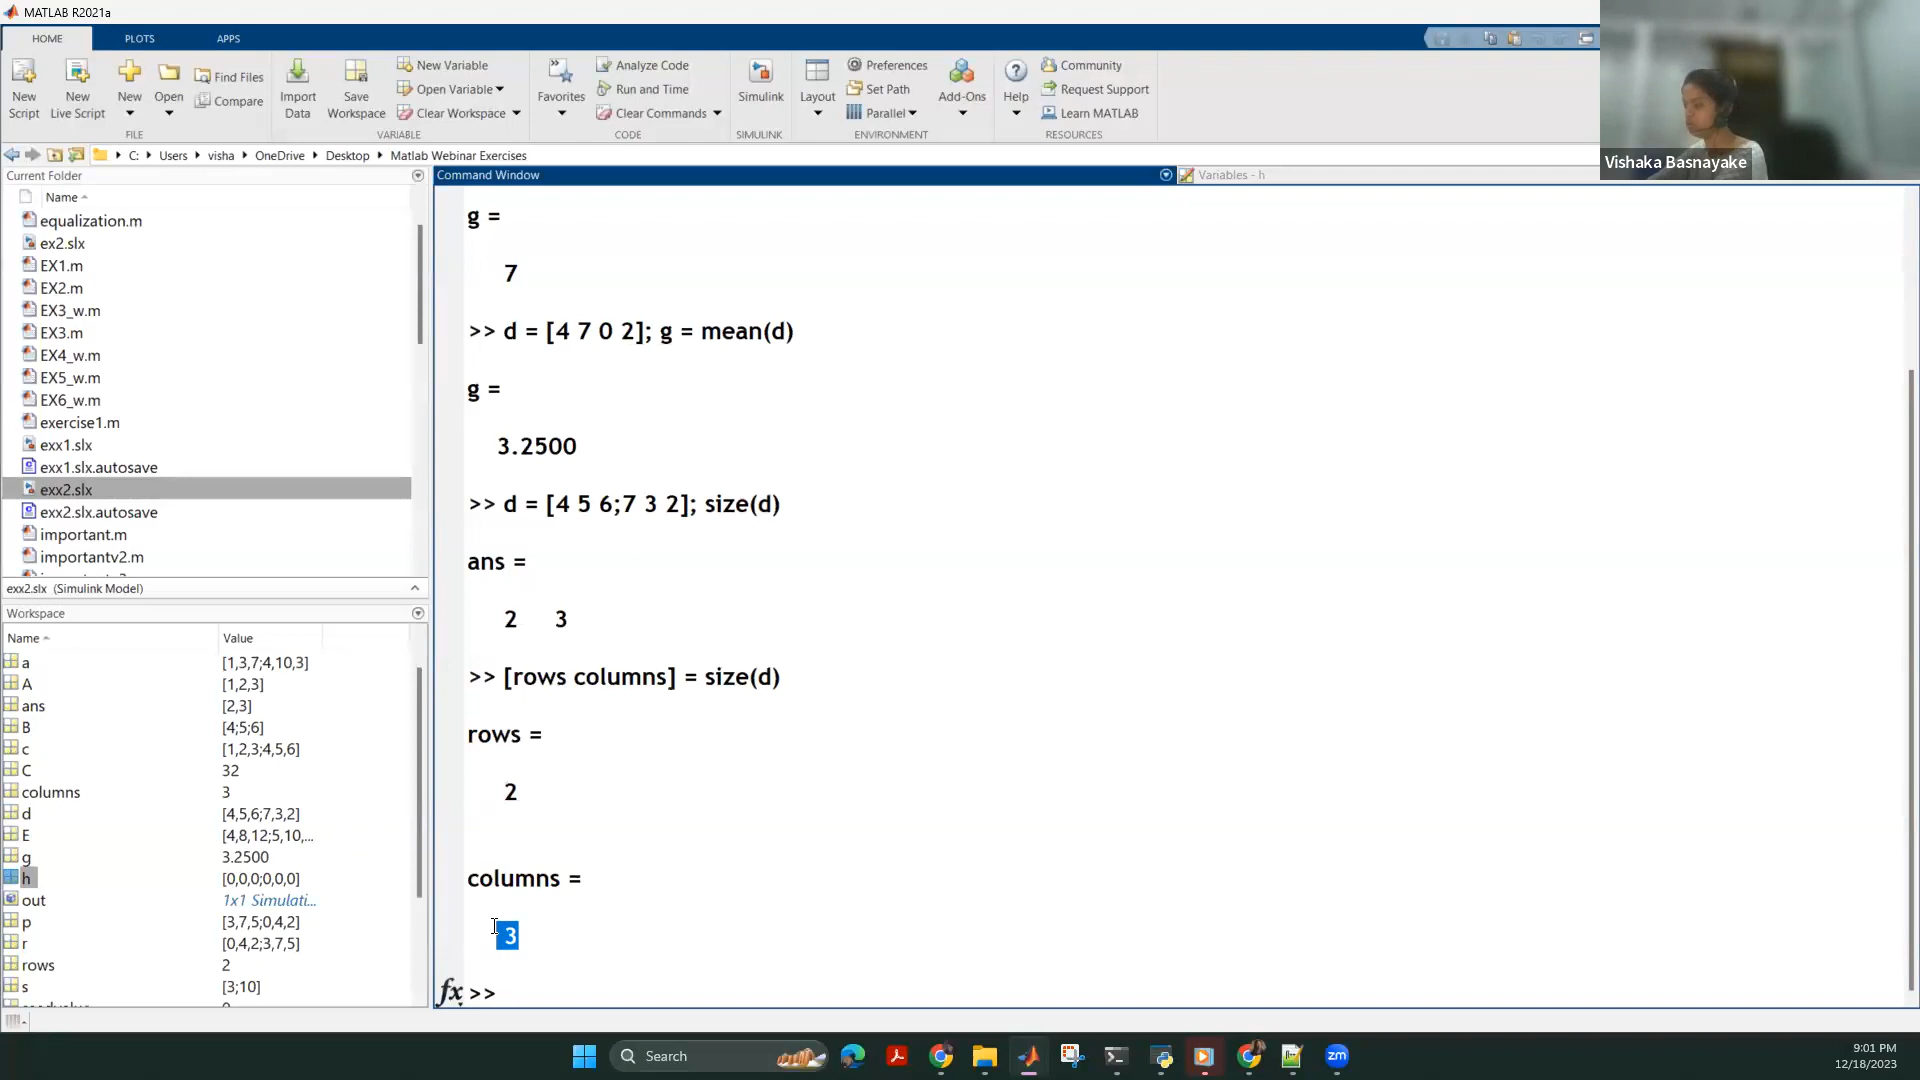 MATLAB R2021a
HOME PLOTS APPS
New Script
New Live Script
New
Open
Find Files
Compare
FILE
Import Data
Save Workspace
New Variable
Open Variable
Clear Workspace
VARIABLE
Favorites
Analyze Code
Run and Time
Clear Commands
CODE
Simulink
SIMULINK
Layout
Preferences
Set Path
Parallel
Add-Ons
ENVIRONMENT
Help
Community
Request Support
Learn MATLAB
RESOURCES
Vishaka Basnayake
C: Users visha OneDrive Desktop Matlab Webinar Exercises
Current Folder
Name
equalization.m
ex2.slx
EX1.m
EX2.m
EX3_w.m
EX3.m
EX4_w.m
EX5_w.m
EX6_w.m
exercise1.m
exx1.slx
exx1.slx.autosave
exx2.slx
exx2.slx.autosave
important.m
importantv2.m
exx2.slx (Simulink Model)
Workspace
Name Value
a [1,3,7;4,10,3]
A [1,2,3]
ans [2,3]
B [4;5;6]
c [1,2,3;4,5,6]
C 32
columns 3
d [4,5,6;7,3,2]
E [4,8,12;5,10,...
g 3.2500
h [0,0,0;0,0,0]
out 1x1 Simulati...
p [3,7,5;0,4,2]
r [0,4,2;3,7,5]
rows 2
s [3;10]
Command Window
Variables - h
g =
7
>> d = [4 7 0 2]; g = mean(d)
g =
3.2500
>> d = [4 5 6;7 3 2]; size(d)
ans =
2 3
>> [rows columns] = size(d)
rows =
2
columns =
3
fx >>
Search
zm
9:01 PM
12/18/2023